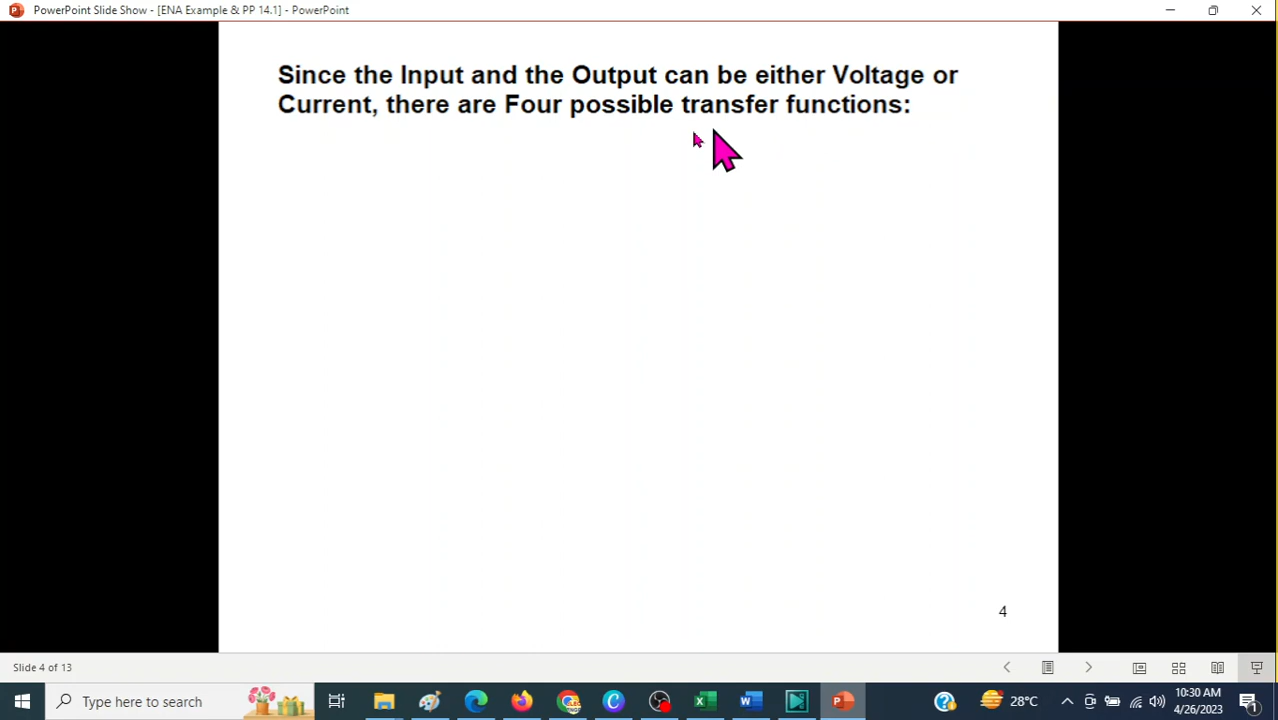 PowerPoint Slide Show - [ENA Example & PP 14.1] - PowerPoint
Since the Input and the Output can be either Voltage or
Current, there are Four possible transfer functions:
4
Slide 4 of 13
Type here to search
28°C
10:30 AM
4/26/2023
1